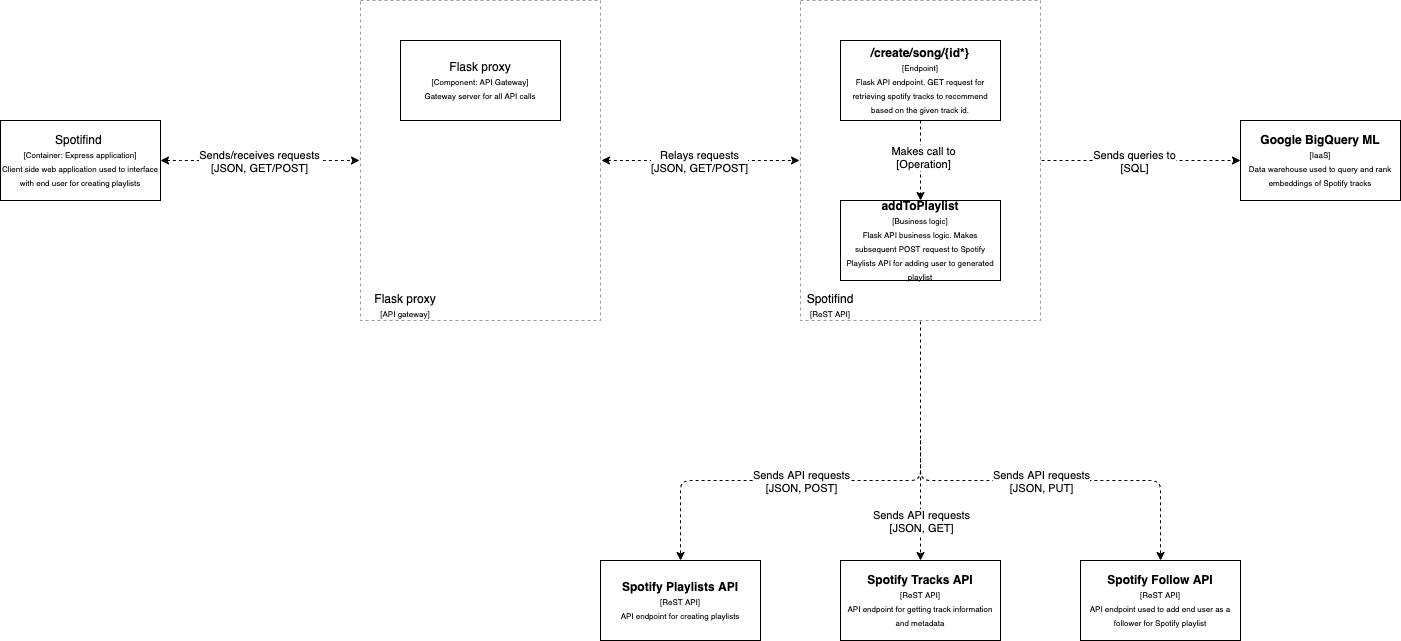 Spotifind
[Container: Express application]
Client side web application used to interface
with end user for creating playlists
Sends/receives requests
[JSON, GET/POST]
Flask proxy
[Component: API Gateway]
Gateway server for all API calls
Flask proxy
[API gateway]
Relays requests
[JSON, GET/POST]
/create/song/{id*}
[Endpoint]
Flask API endpoint. GET request for
retrieving spotify tracks to recommend
based on the given track id.
Makes call to
[Operation]
addToPlaylist
[Business logic]
Flask API business logic. Makes
subsequent POST request to Spotify
Playlists API for adding user to generated
playlist
Spotifind
[ReST API]
Sends queries to
[SQL]
Google BigQuery ML
[IaaS]
Data warehouse used to query and rank
embeddings of Spotify tracks
Sends API requests
[JSON, POST]
Sends API requests
[JSON, GET]
Sends API requests
[JSON, PUT]
Spotify Playlists API
[ReST API]
API endpoint for creating playlists
Spotify Tracks API
[ReST API]
API endpoint for getting track information
and metadata
Spotify Follow API
[ReST API]
API endpoint used to add end user as a
follower for Spotify playlist